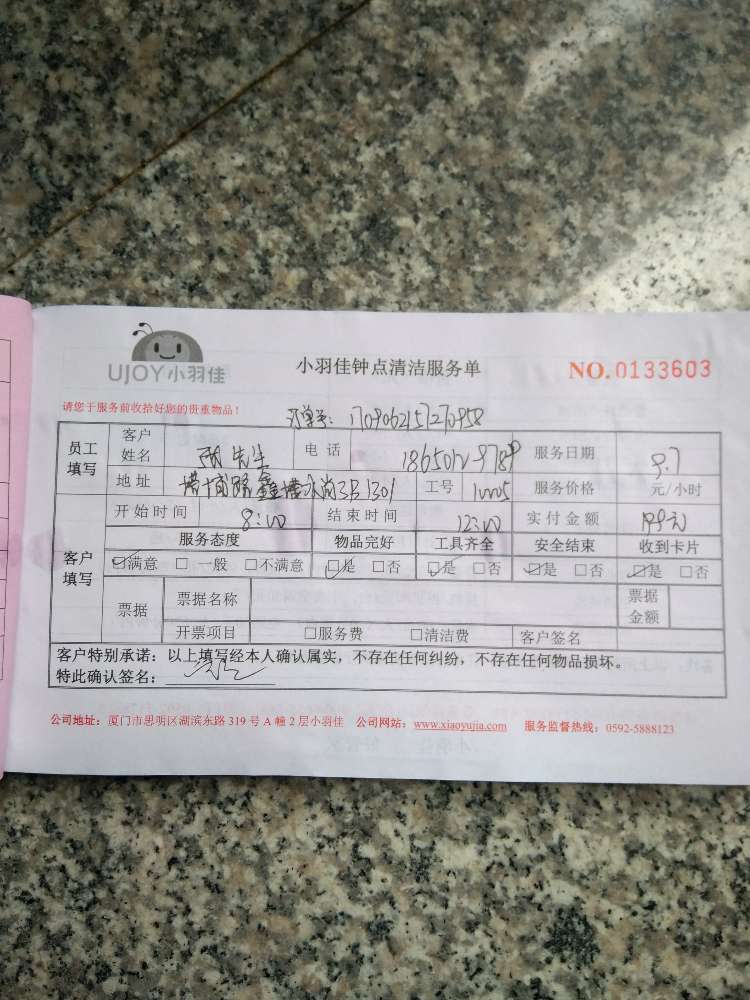 UJOY小羽佳
小羽佳钟点清洁服务单
NO.0133603
请您于服务前收拾好您的贵重物品！
订单号：
员工填写 客户姓名 先生 电话 服务日期 9.7
地址 3栋1301 工号 服务价格 元/小时
客户填写 开始时间 8:00 结束时间 12:00 实付金额
服务态度 物品完好 工具齐全 安全结束 收到卡片
☑满意 □一般 □不满意 ☑是 □否 ☑是 □否 ☑是 □否 ☑是 □否
票据 票据名称 票据金额
开票项目 □服务费 □清洁费 客户签名
客户特别承诺：以上填写经本人确认属实，不存在任何纠纷，不存在任何物品损坏。
特此确认签名：
公司地址：厦门市思明区湖滨东路 319 号 A 幢 2 层小羽佳 公司网站：www.xiaoyujia.com 服务监督热线：0592-5888123